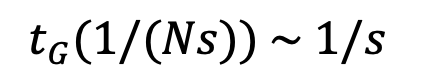 t_G(1/(Ns)) ~ 1/s